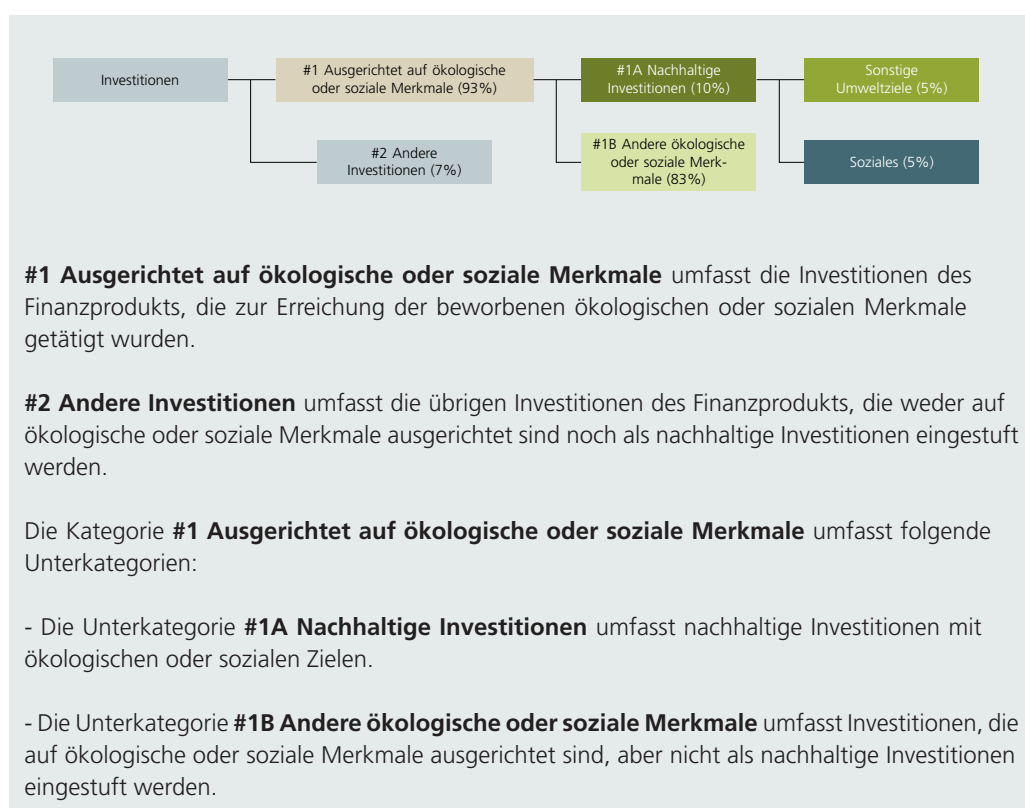 Investitionen
#1 Ausgerichtet auf ökologische
oder soziale Merkmale (93%)
#1A Nachhaltige
Investitionen (10%)
Sonstige
Umweltziele (5%)
#2 Andere
Investitionen (7%)
#1B Andere ökologische
oder soziale Merk-
male (83%)
Soziales (5%)
#1 Ausgerichtet auf ökologische oder soziale Merkmale umfasst die Investitionen des
Finanzprodukts, die zur Erreichung der beworbenen ökologischen oder sozialen Merkmale
getätigt wurden.
#2 Andere Investitionen umfasst die übrigen Investitionen des Finanzprodukts, die weder auf
ökologische oder soziale Merkmale ausgerichtet sind noch als nachhaltige Investitionen eingestuft
werden.
Die Kategorie #1 Ausgerichtet auf ökologische oder soziale Merkmale umfasst folgende
Unterkategorien:
- Die Unterkategorie #1A Nachhaltige Investitionen umfasst nachhaltige Investitionen mit
ökologischen oder sozialen Zielen.
- Die Unterkategorie #1B Andere ökologische oder soziale Merkmale umfasst Investitionen, die
auf ökologische oder soziale Merkmale ausgerichtet sind, aber nicht als nachhaltige Investitionen
eingestuft werden.